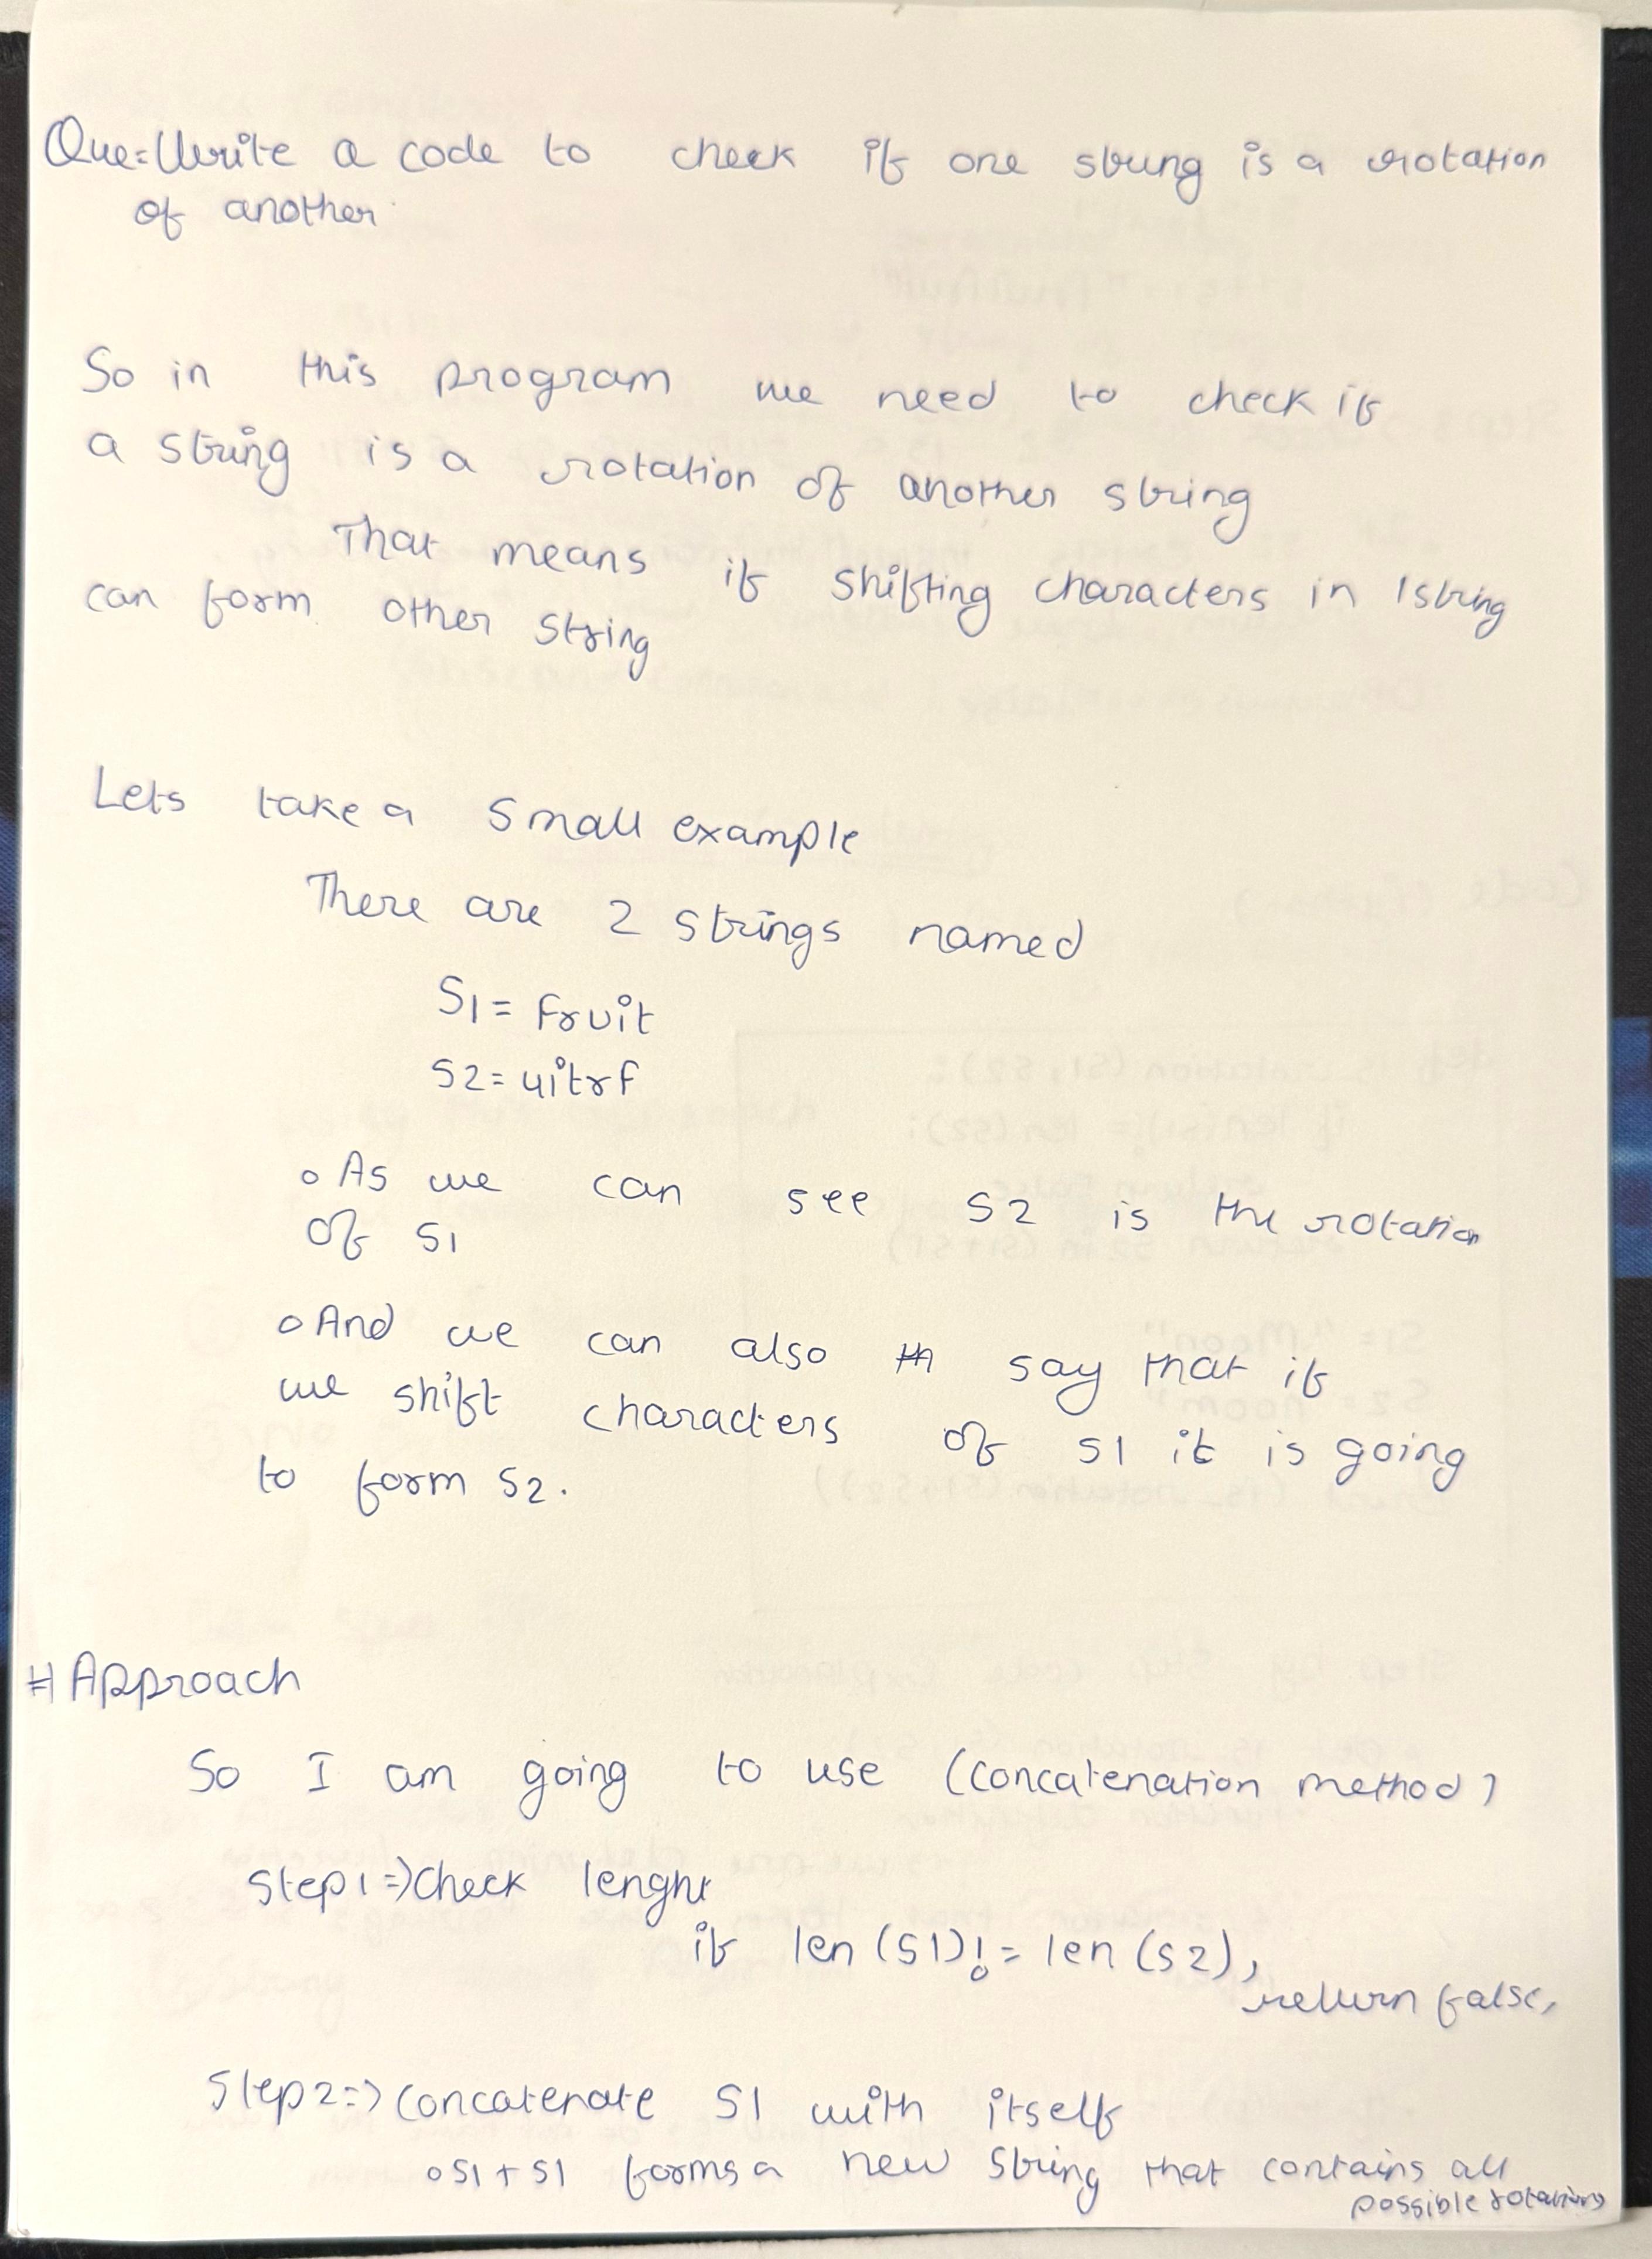 Que=Write a code to check if one string is a rotation
of another
So in this program we need to check if
a string is a rotation of another string
That means if shifting characters in 1string
can form other string
Lets take a small example
There are 2 strings named
S1= fruit
S2= uitrf
• As we can see S2 is the rotation
of S1
• And we can also th say that if
we shift characters of S1 it is going
to form S2.
# Approach
So I am going to use (concatenation method)
Step1=>Check lenght
if len(S1)!= len(S2),
return false,
Step2=>Concatenate S1 with itself
•S1+S1 forms a new string that contains all
possible rotations